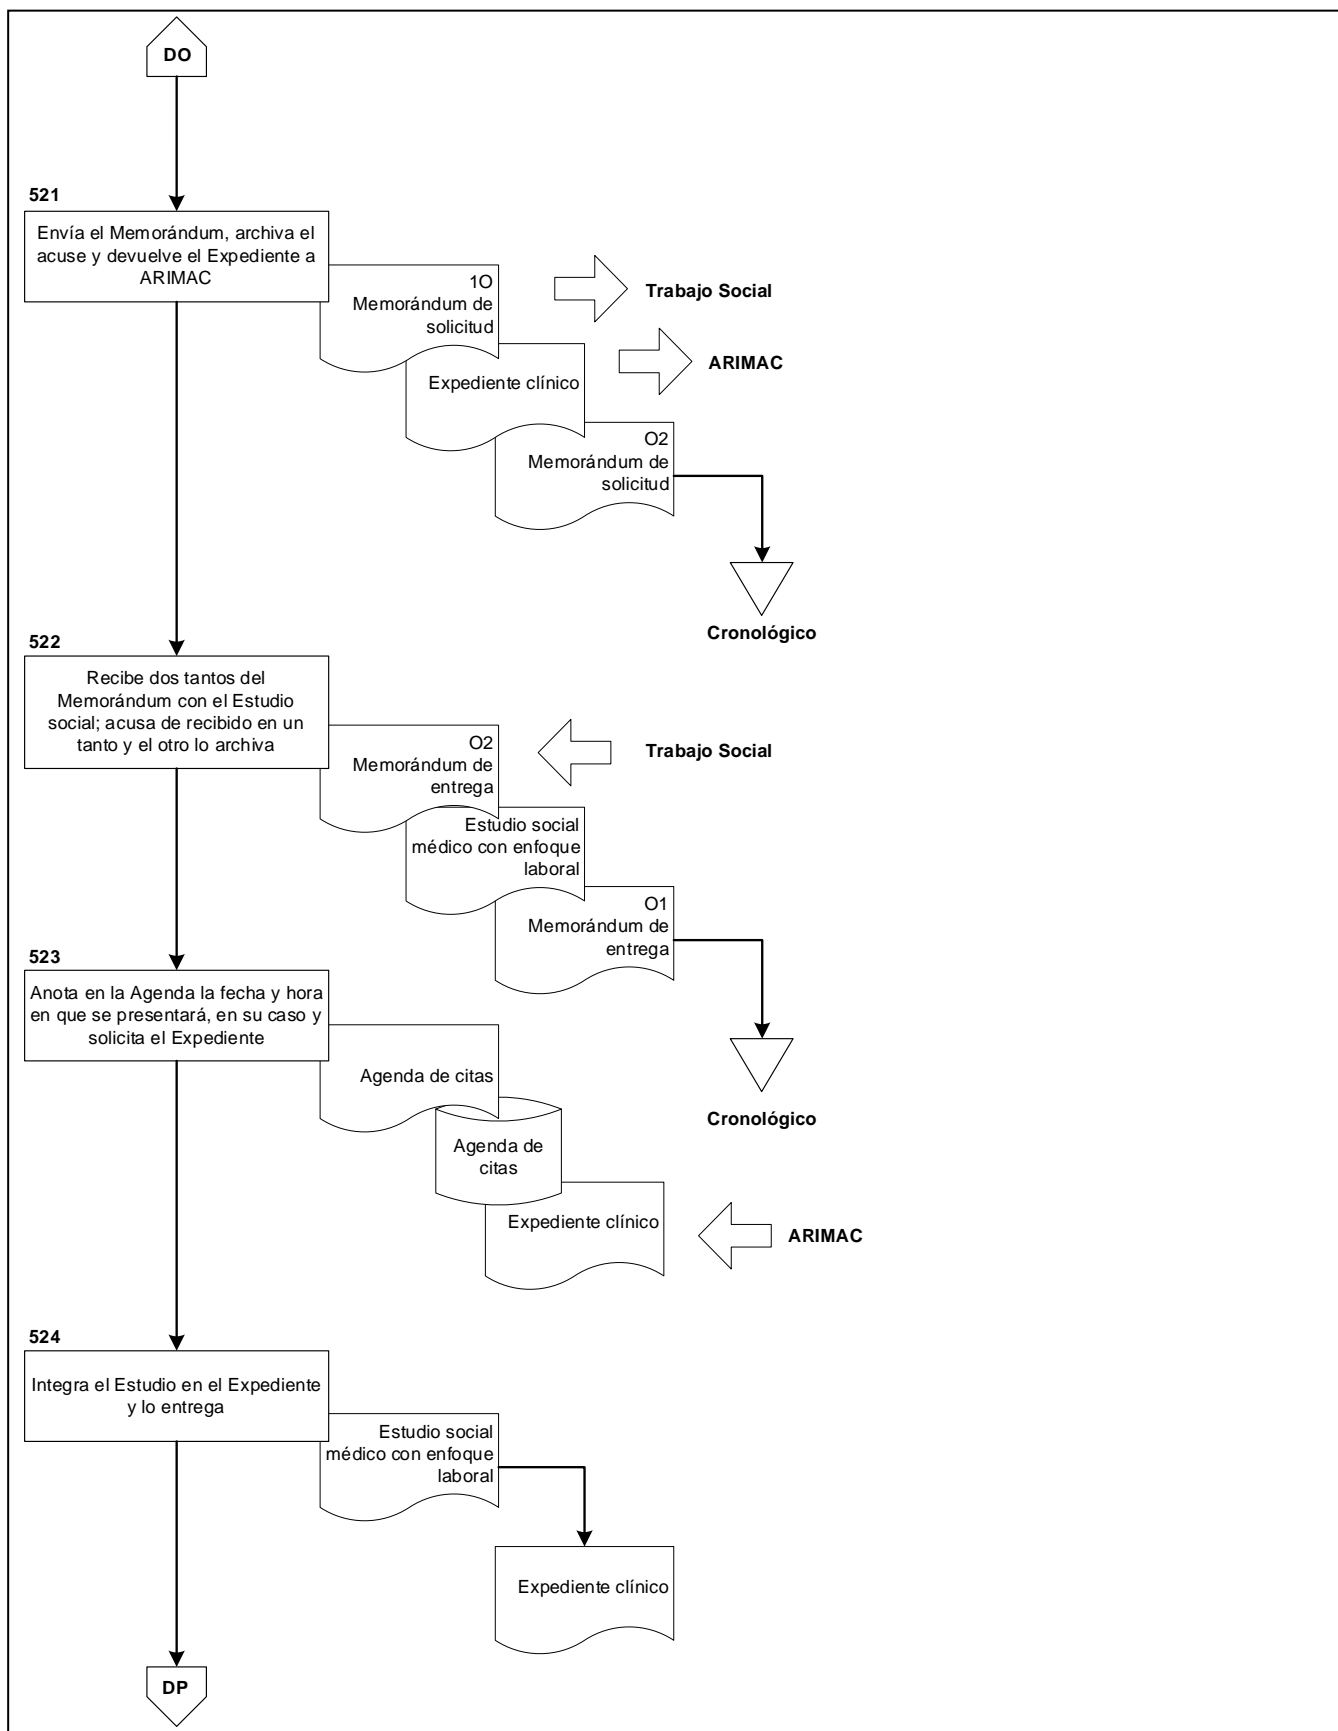 DO
521
Envía el Memorándum, archiva el
acuse y devuelve el Expediente a
ARIMAC
1O
Memorándum de
solicitud
Trabajo Social
Expediente clínico
ARIMAC
O2
Memorándum de
solicitud
Cronológico
522
Recibe dos tantos del
Memorándum con el Estudio
social; acusa de recibido en un
tanto y el otro lo archiva
O2
Memorándum de
entrega
Trabajo Social
Estudio social
médico con enfoque
laboral
O1
Memorándum de
entrega
Cronológico
523
Anota en la Agenda la fecha y hora
en que se presentará, en su caso y
solicita el Expediente
Agenda de citas
Agenda de
citas
Expediente clínico
ARIMAC
524
Integra el Estudio en el Expediente
y lo entrega
Estudio social
médico con enfoque
laboral
Expediente clínico
DP